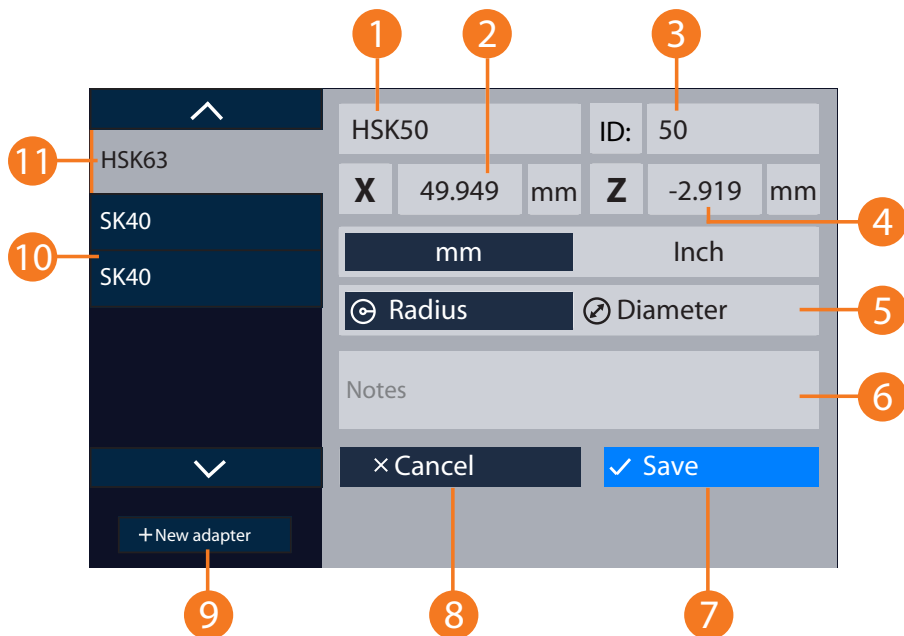 1 2 3
HSK50 ID: 50
11 HSK63
X 49.949 mm Z -2.919 mm
SK40 4
10 mm Inch
SK40
Radius Diameter 5
Notes 6
Cancel Save
+ New adapter
9 8 7